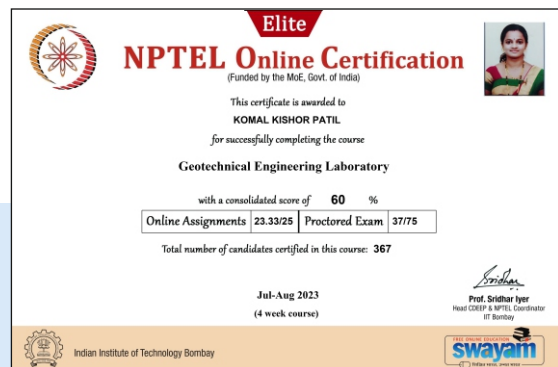 Elite
NPTEL Online Certification
(Funded by the MoE, Govt. of India)
This certificate is awarded to
KOMAL KISHOR PATIL
for successfully completing the course
Geotechnical Engineering Laboratory
with a consolidated score of 60 %
Online Assignments 23.33/25 Proctored Exam 37/75
Total number of candidates certified in this course: 367
Jul-Aug 2023
(4 week course)
Sridhar
Prof. Sridhar Iyer
Head CDEEP & NPTEL Coordinator
IIT Bombay
Indian Institute of Technology Bombay
FREE ONLINE EDUCATION
swayam